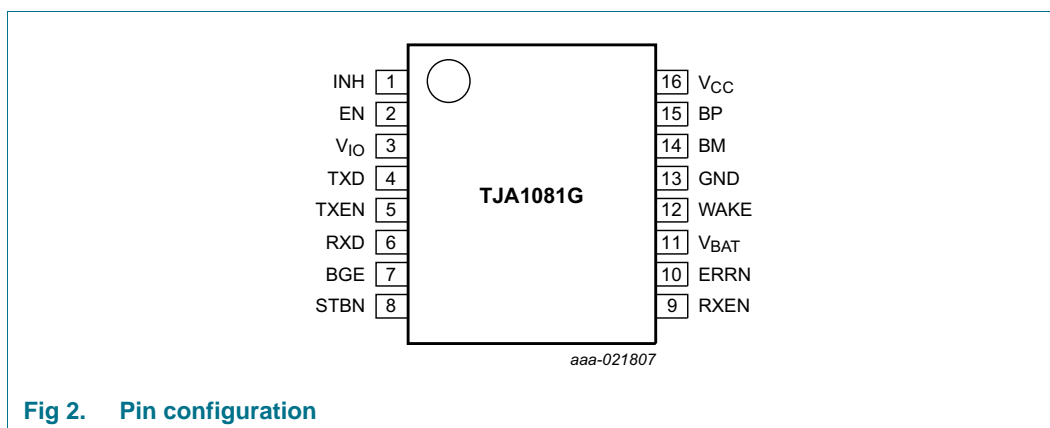 INH 1 16 VCC
EN 2 15 BP
VIO 3 14 BM
TXD 4 13 GND
TJA1081G
TXEN 5 12 WAKE
RXD 6 11 VBAT
BGE 7 10 ERRN
STBN 8 9 RXEN
aaa-021807
Fig 2. Pin configuration